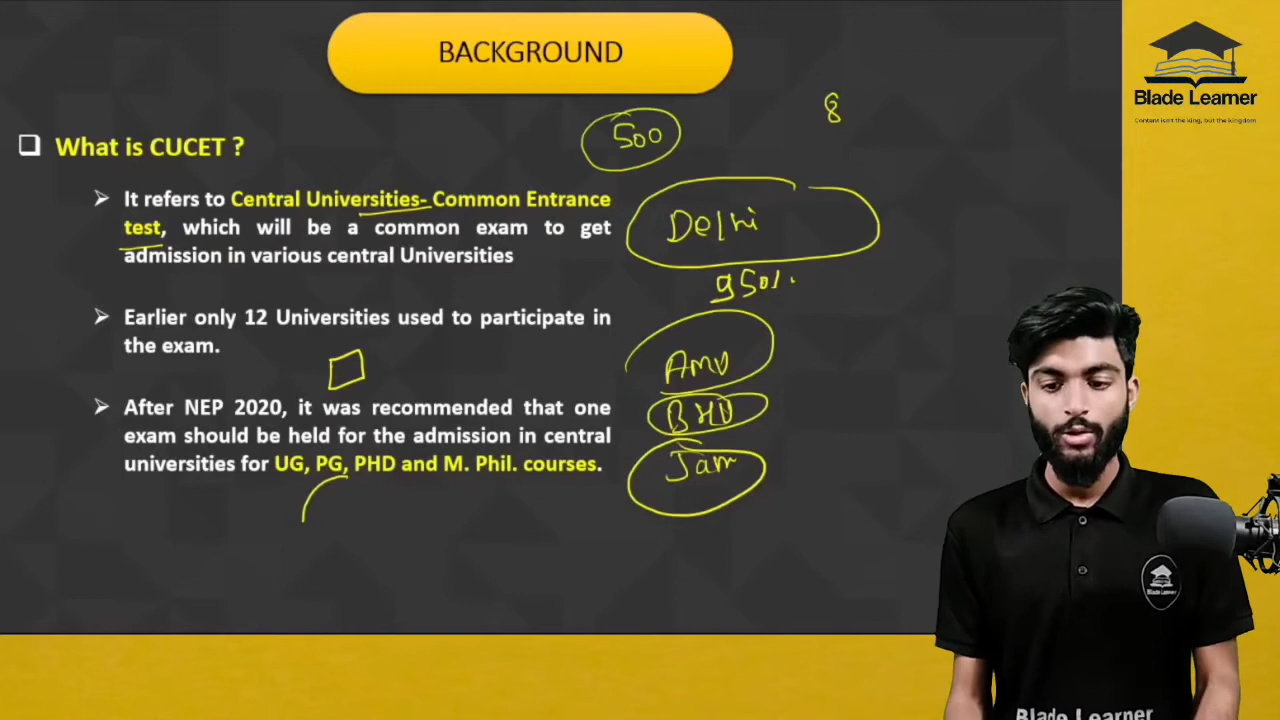 BACKGROUND
Blade Learner
Content isn't the king, but the kingdom
500
8
What is CUCET ?
It refers to Central Universities- Common Entrance
test, which will be a common exam to get
admission in various central Universities
Delhi
95%.
Earlier only 12 Universities used to participate in
the exam.
AMU
After NEP 2020, it was recommended that one
exam should be held for the admission in central
universities for UG, PG, PHD and M. Phil. courses.
BHU
Jam
Blade Learner
Blade Learner